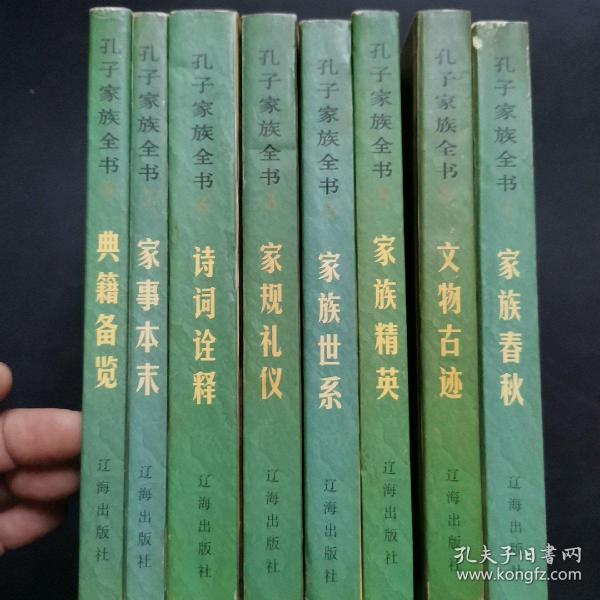 孔子家族全书
典籍备览
辽海出版社
孔子家族全书
家事本末
辽海出版社
孔子家族全书
诗词诠释
辽海出版社
孔子家族全书
家规礼仪
辽海出版社
孔子家族全书
家族世系
辽海出版社
孔子家族全书
家族精英
辽海出版社
孔子家族全书
文物古迹
辽海出版社
孔子家族全书
家族春秋
辽海出版社
孔夫子旧书网
www.kongfz.com